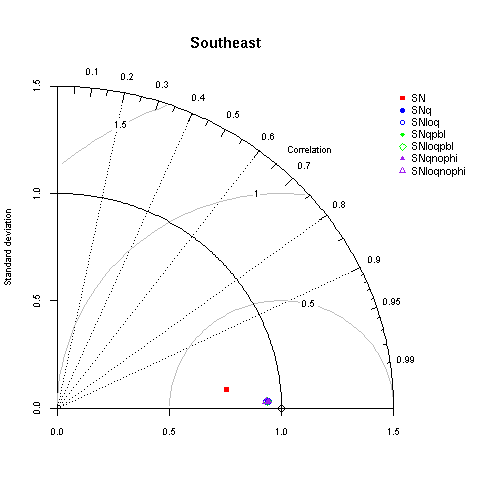 Southeast
0.1
0.2
0.3
0.4
0.5
0.6
Correlation
0.7
0.8
0.9
0.95
0.99
1.5
1
0.5
SN
SNq
SNloq
SNqpbl
SNloqpbl
SNqnophi
SNloqnophi
Standard deviation
1.5
1.0
0.5
0.0
0.0
0.5
1.0
1.5